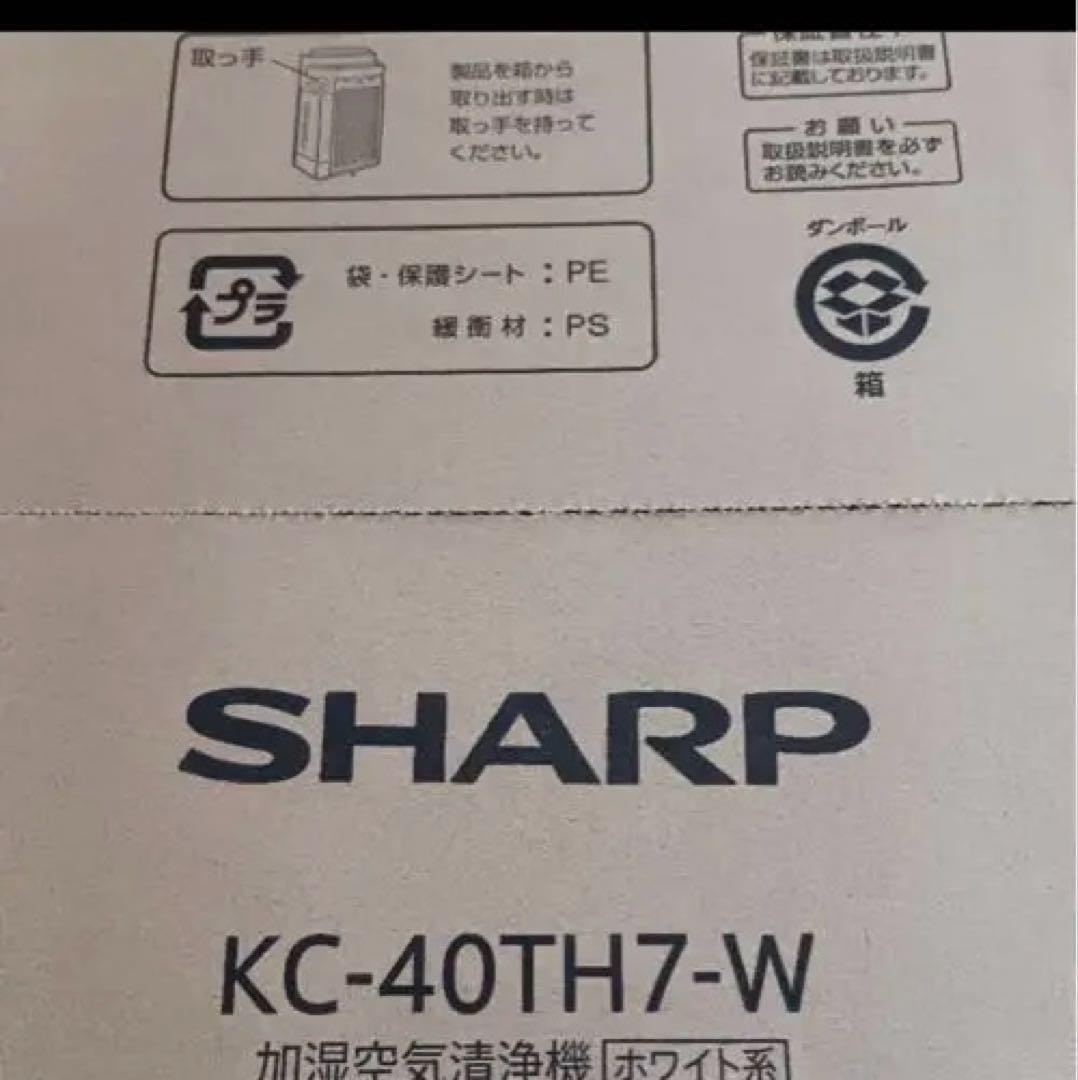 取っ手
製品を箱から
取り出す時は
取っ手を持って
ください。
保証書は取扱説明書
に記載しております。
お願い
取扱説明書を必ず
お読みください。
プラ
袋・保護シート：PE
緩衝材：PS
ダンボール
箱
SHARP
KC-40TH7-W
加湿空気清浄機 ホワイト系